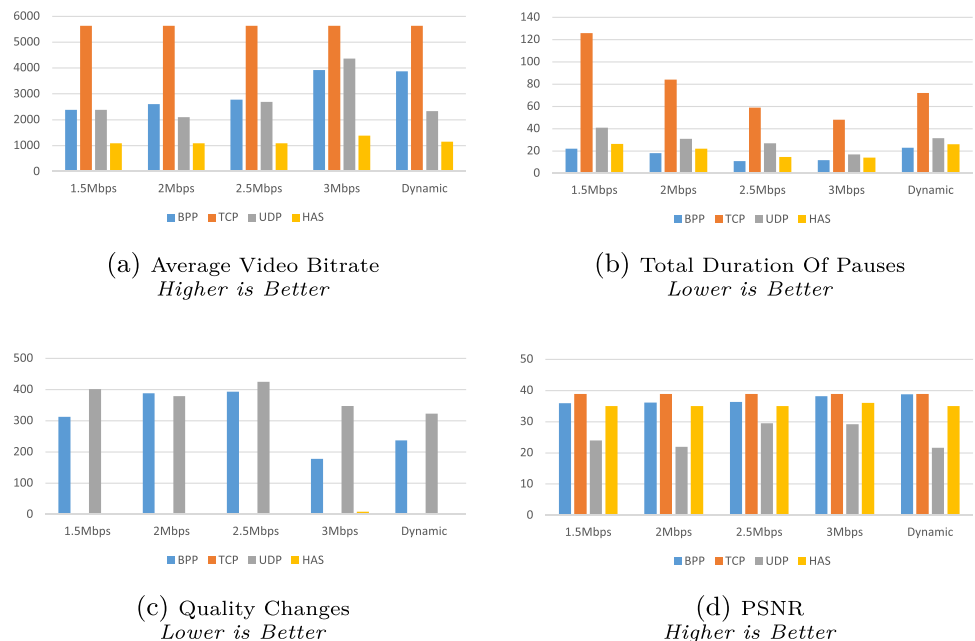 6000
5000
4000
3000
2000
1000
0
1.5Mbps 2Mbps 2.5Mbps 3Mbps Dynamic
BPP TCP UDP HAS
(a) Average Video Bitrate
Higher is Better
140
120
100
80
60
40
20
0
1.5Mbps 2Mbps 2.5Mbps 3Mbps Dynamic
BPP TCP UDP HAS
(b) Total Duration Of Pauses
Lower is Better
500
400
300
200
100
0
1.5Mbps 2Mbps 2.5Mbps 3Mbps Dynamic
BPP TCP UDP HAS
(c) Quality Changes
Lower is Better
50
40
30
20
10
0
1.5Mbps 2Mbps 2.5Mbps 3Mbps Dynamic
BPP TCP UDP HAS
(d) PSNR
Higher is Better